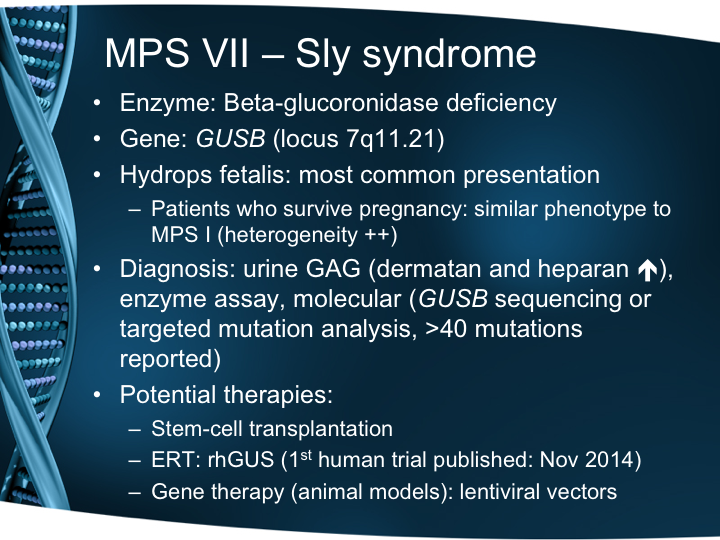 MPS VII – Sly syndrome
• Enzyme: Beta-glucoronidase deficiency
• Gene: GUSB (locus 7q11.21)
• Hydrops fetalis: most common presentation
– Patients who survive pregnancy: similar phenotype to
MPS I (heterogeneity ++)
• Diagnosis: urine GAG (dermatan and heparan 🡅),
enzyme assay, molecular (GUSB sequencing or
targeted mutation analysis, >40 mutations
reported)
• Potential therapies:
– Stem-cell transplantation
– ERT: rhGUS (1st human trial published: Nov 2014)
– Gene therapy (animal models): lentiviral vectors